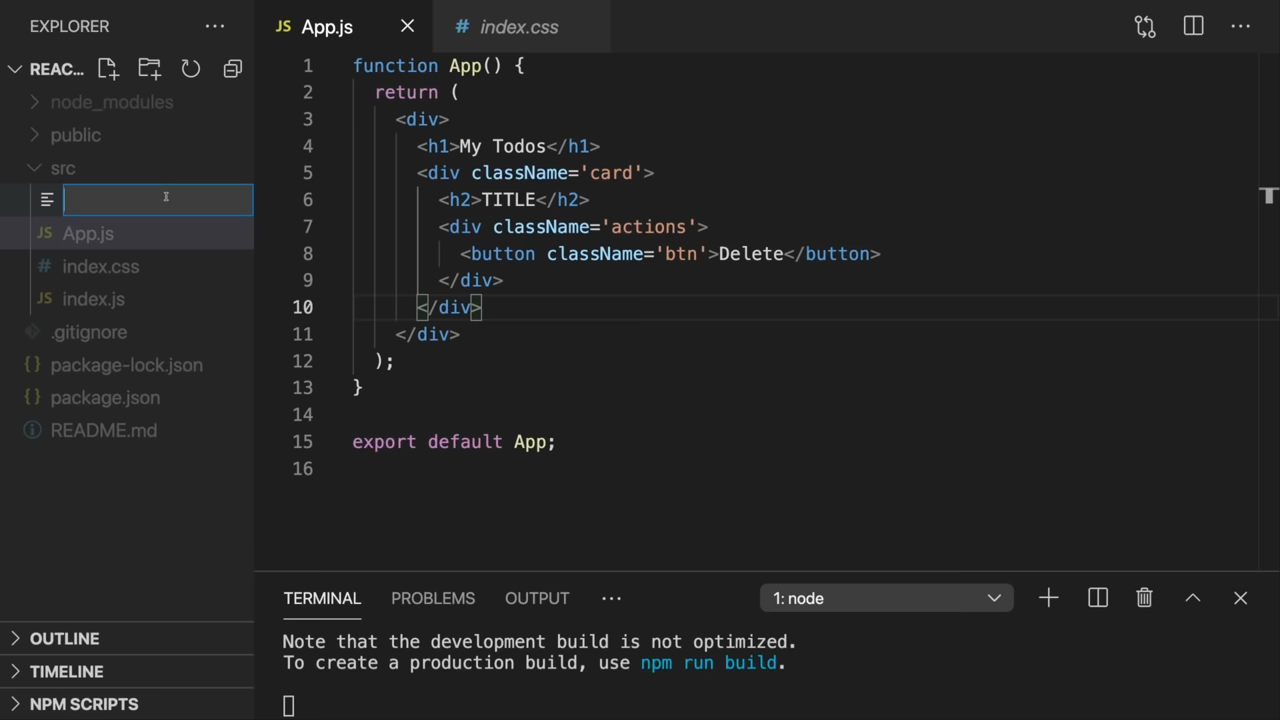 EXPLORER
REAC...
node_modules
public
src
JS App.js
# index.css
JS index.js
.gitignore
{} package-lock.json
{} package.json
README.md
OUTLINE
TIMELINE
NPM SCRIPTS
JS App.js
# index.css
1 function App() {
2 return (
3 <div>
4 <h1>My Todos</h1>
5 <div className='card'>
6 <h2>TITLE</h2>
7 <div className='actions'>
8 <button className='btn'>Delete</button>
9 </div>
10 </div>
11 </div>
12 );
13 }
14
15 export default App;
16
TERMINAL PROBLEMS OUTPUT ··· 1: node
Note that the development build is not optimized.
To create a production build, use npm run build.